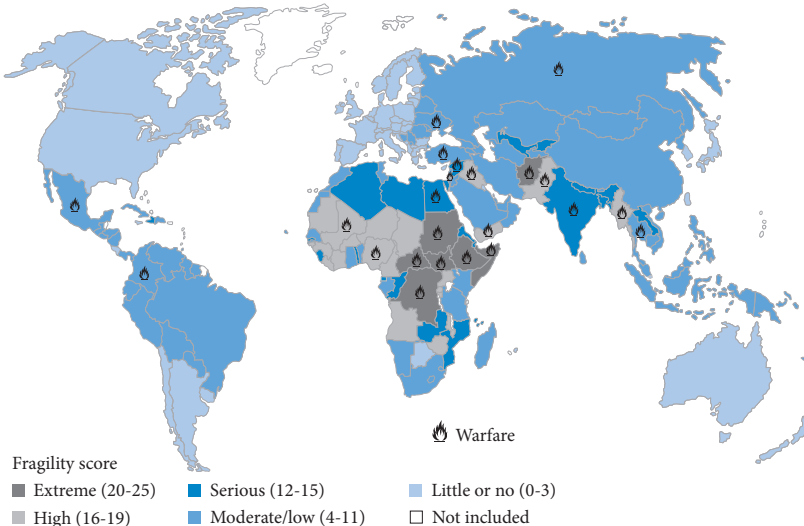 Warfare
Fragility score
Extreme (20-25)
Serious (12-15)
Little or no (0-3)
High (16-19)
Moderate/low (4-11)
Not included